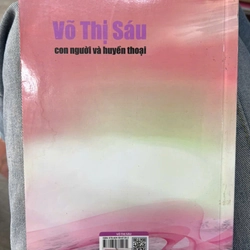 Võ Thị Sáu
con người và huyền thoại